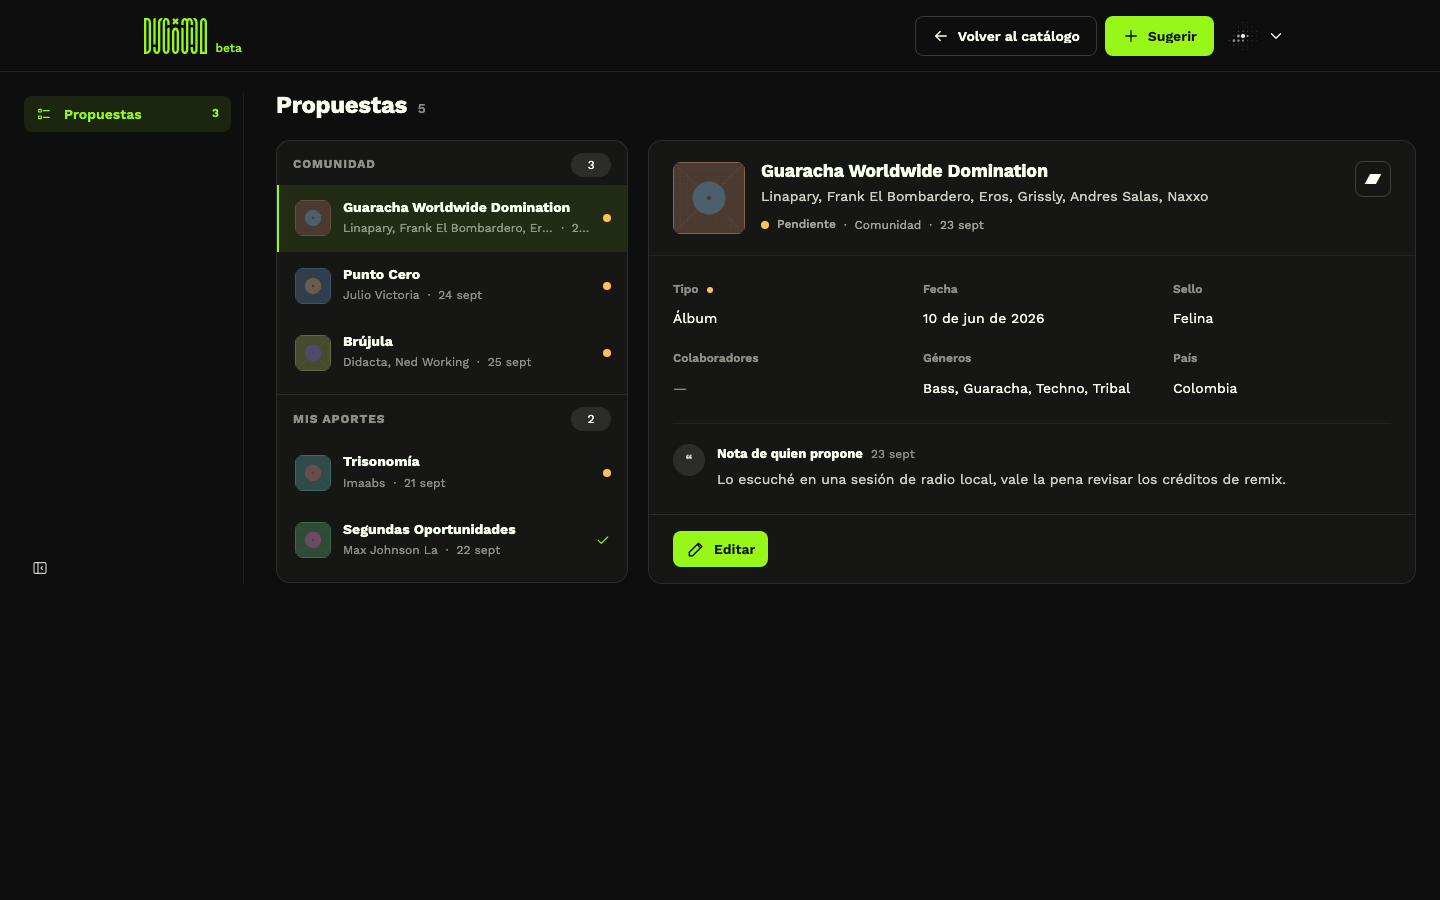 beta
Volver al catálogo
Sugerir
Propuestas 3
Propuestas 5
COMUNIDAD 3
Guaracha Worldwide Domination
Linapary, Frank El Bombardero, Er... · 2...
Punto Cero
Julio Victoria · 24 sept
Brújula
Didacta, Ned Working · 25 sept
MIS APORTES 2
Trisonomía
Imaabs · 21 sept
Segundas Oportunidades
Max Johnson La · 22 sept
Guaracha Worldwide Domination
Linapary, Frank El Bombardero, Eros, Grissly, Andres Salas, Naxxo
Pendiente · Comunidad · 23 sept
Tipo Fecha Sello
Álbum 10 de jun de 2026 Felina
Colaboradores Géneros País
— Bass, Guaracha, Techno, Tribal Colombia
“ Nota de quien propone 23 sept
Lo escuché en una sesión de radio local, vale la pena revisar los créditos de remix.
Editar